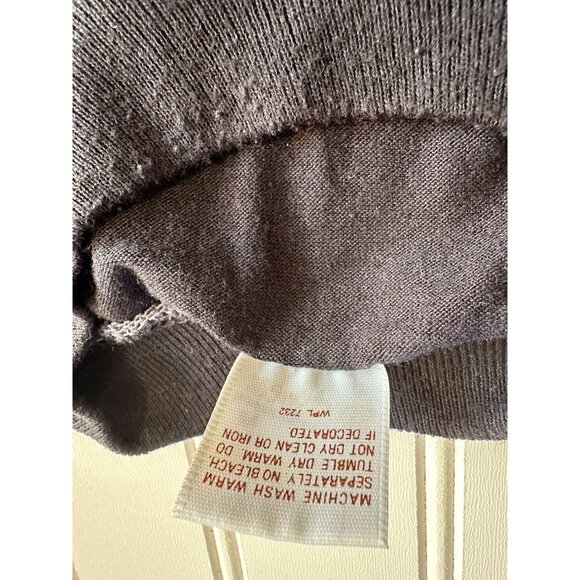 MACHINE WASH WARM
SEPARATELY. NO BLEACH.
TUMBLE DRY WARM. DO
NOT DRY CLEAN OR IRON
IF DECORATED
WPL 7232